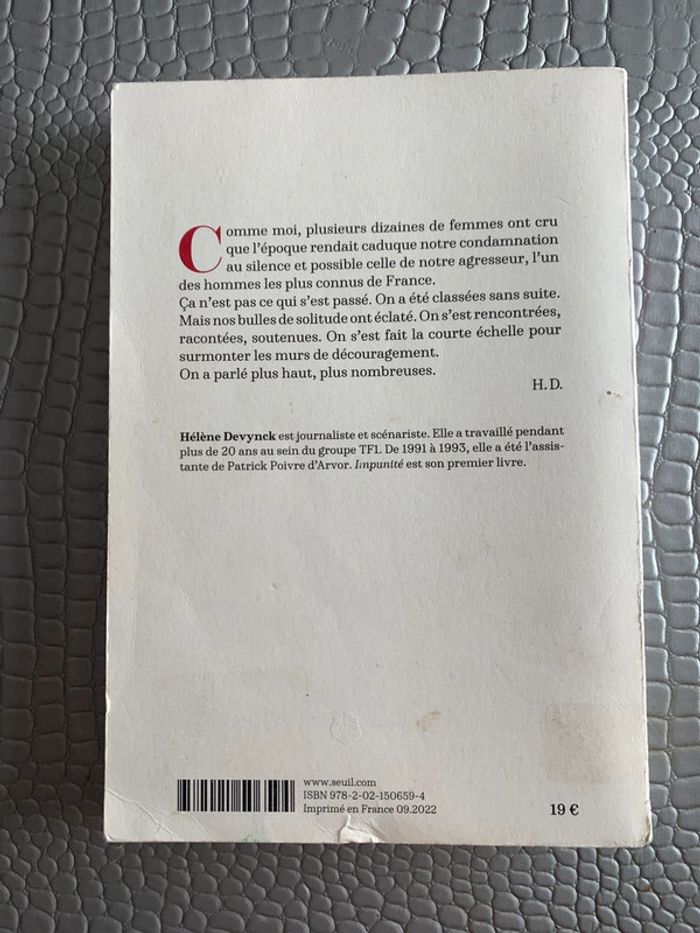 Comme moi, plusieurs dizaines de femmes ont cru
que l'époque rendait caduque notre condamnation
au silence et possible celle de notre agresseur, l'un
des hommes les plus connus de France.
Ça n'est pas ce qui s'est passé. On a été classées sans suite.
Mais nos bulles de solitude ont éclaté. On s'est rencontrées,
racontées, soutenues. On s'est fait la courte échelle pour
surmonter les murs de découragement.
On a parlé plus haut, plus nombreuses.
H.D.
Hélène Devynck est journaliste et scénariste. Elle a travaillé pendant
plus de 20 ans au sein du groupe TF1. De 1991 à 1993, elle a été l'assis-
tante de Patrick Poivre d'Arvor. Impunité est son premier livre.
www.seuil.com
ISBN 978-2-02-150659-4
Imprimé en France 09.2022
19 €